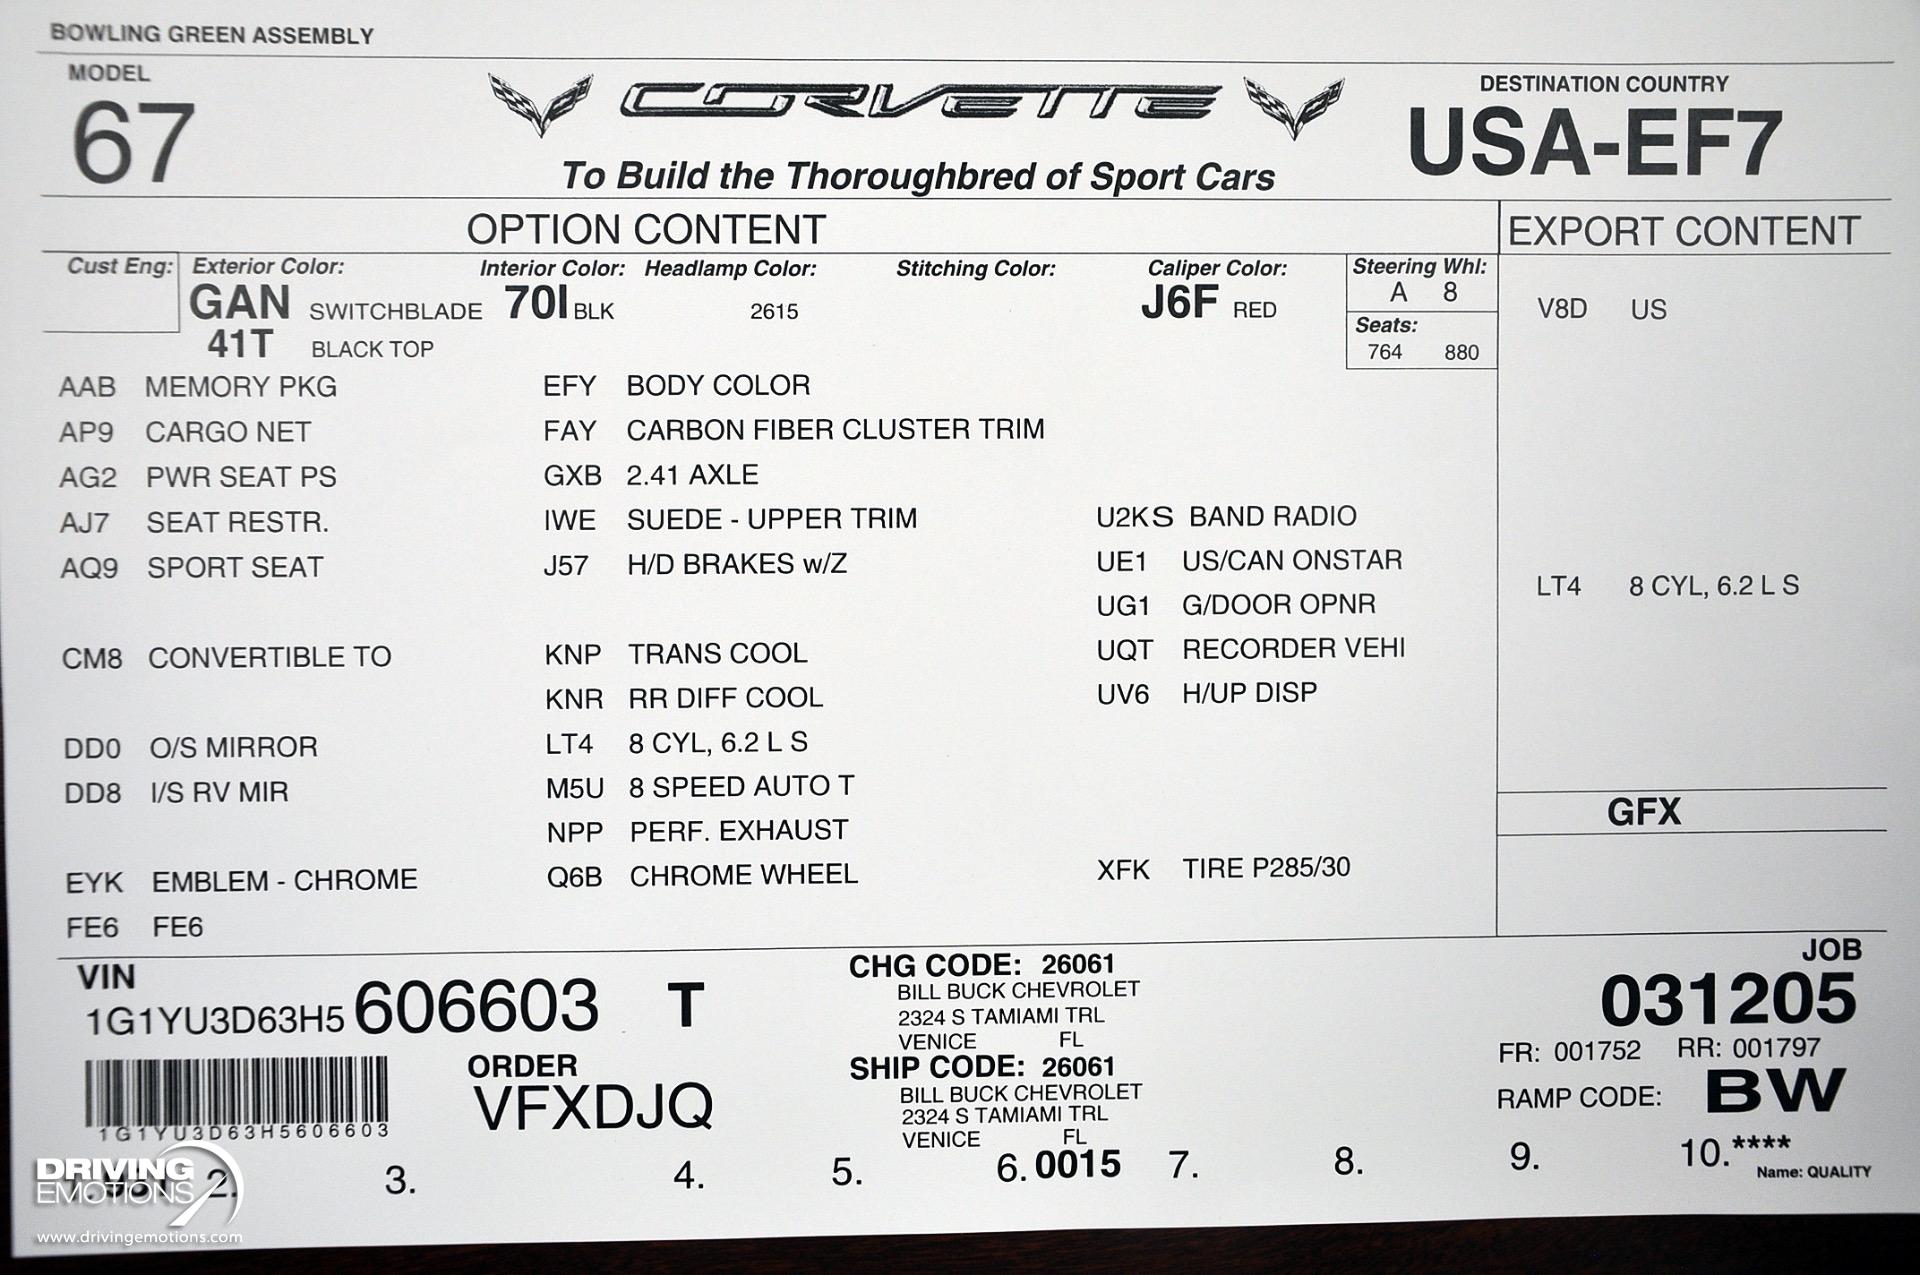 BOWLING GREEN ASSEMBLY
MODEL
67
CORVETTE
To Build the Thoroughbred of Sport Cars
DESTINATION COUNTRY
USA-EF7
OPTION CONTENT
EXPORT CONTENT
Cust Eng:
Exterior Color:
GAN SWITCHBLADE
41T BLACK TOP
Interior Color:
70I BLK
Headlamp Color:
2615
Stitching Color:
Caliper Color:
J6F RED
Steering Whl:
A 8
Seats:
764 880
AAB MEMORY PKG
AP9 CARGO NET
AG2 PWR SEAT PS
AJ7 SEAT RESTR.
AQ9 SPORT SEAT
CM8 CONVERTIBLE TO
DD0 O/S MIRROR
DD8 I/S RV MIR
EYK EMBLEM - CHROME
FE6 FE6
EFY BODY COLOR
FAY CARBON FIBER CLUSTER TRIM
GXB 2.41 AXLE
IWE SUEDE - UPPER TRIM
J57 H/D BRAKES w/Z
KNP TRANS COOL
KNR RR DIFF COOL
LT4 8 CYL, 6.2 L S
M5U 8 SPEED AUTO T
NPP PERF. EXHAUST
Q6B CHROME WHEEL
U2KS BAND RADIO
UE1 US/CAN ONSTAR
UG1 G/DOOR OPNR
UQT RECORDER VEHI
UV6 H/UP DISP
XFK TIRE P285/30
V8D US
LT4 8 CYL, 6.2 L S
GFX
VIN
1G1YU3D63H5606603 T
1G1YU3D63H5606603
ORDER
VFXDJQ
CHG CODE: 26061
BILL BUCK CHEVROLET
2324 S TAMIAMI TRL
VENICE FL
SHIP CODE: 26061
BILL BUCK CHEVROLET
2324 S TAMIAMI TRL
VENICE FL
JOB
031205
FR: 001752 RR: 001797
RAMP CODE: BW
2. 3. 4. 5. 6. 0015 7. 8. 9. 10. ****
Name: QUALITY
DRIVING
EMOTIONS
www.drivingemotions.com